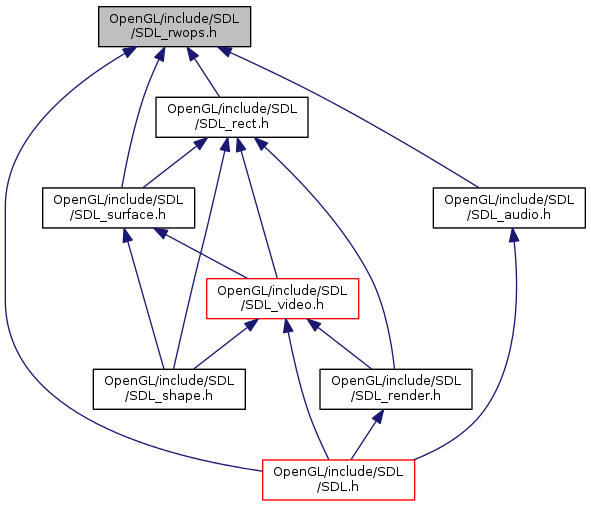 OpenGL/include/SDL
/SDL_rwops.h
OpenGL/include/SDL
/SDL_rect.h
OpenGL/include/SDL
/SDL_surface.h
OpenGL/include/SDL
/SDL_audio.h
OpenGL/include/SDL
/SDL_video.h
OpenGL/include/SDL
/SDL_shape.h
OpenGL/include/SDL
/SDL_render.h
OpenGL/include/SDL
/SDL.h